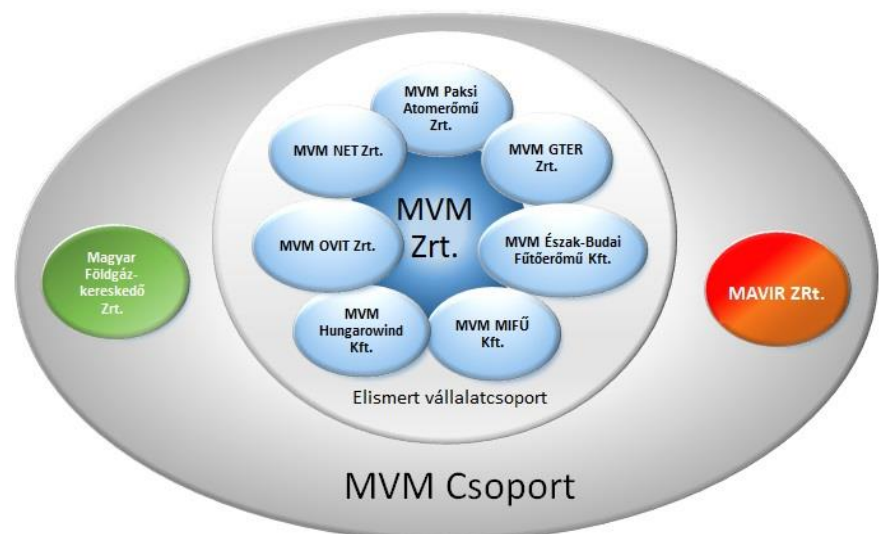 MVM Paksi
Atomerőmű
Zrt.
MVM NET Zrt.
MVM GTER
Zrt.
MVM
Zrt.
MVM OVIT Zrt.
MVM Észak-Budai
Fűtőerőmű Kft.
Magyar
Földgáz-
kereskedő
Zrt.
MAVIR ZRt.
MVM
Hungarowind
Kft.
MVM MIFŰ
Kft.
Elismert vállalatcsoport
MVM Csoport